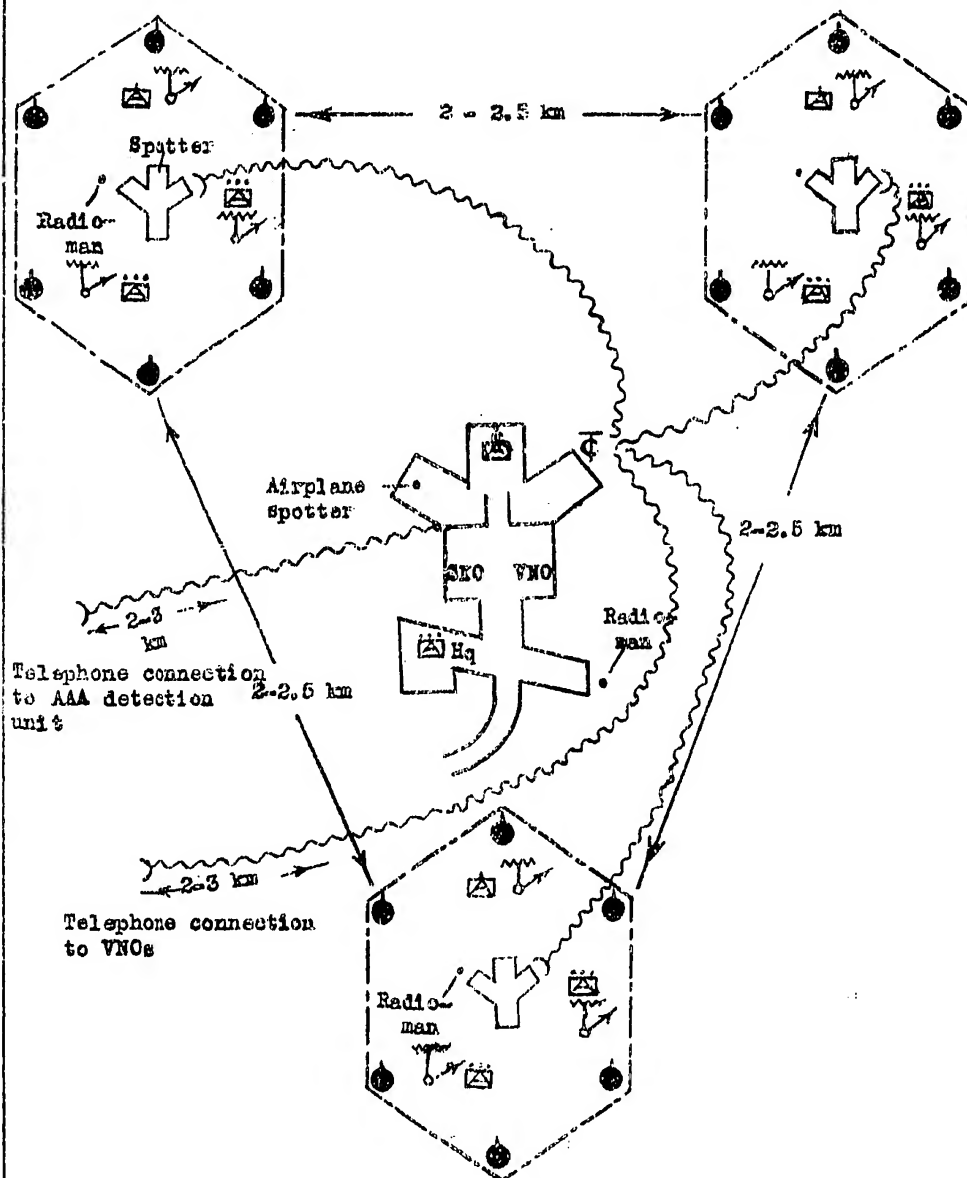 2 - 2.5 km
Spotter
Radio-
man
Airplane
spotter
2-2.5 km
SKO VNO
2-3
km
Radio-
man
Hq
Telephone connection
to AAA detection
unit
2-2.5 km
2-3 km
Telephone connection
to VNOs
Radio-
man